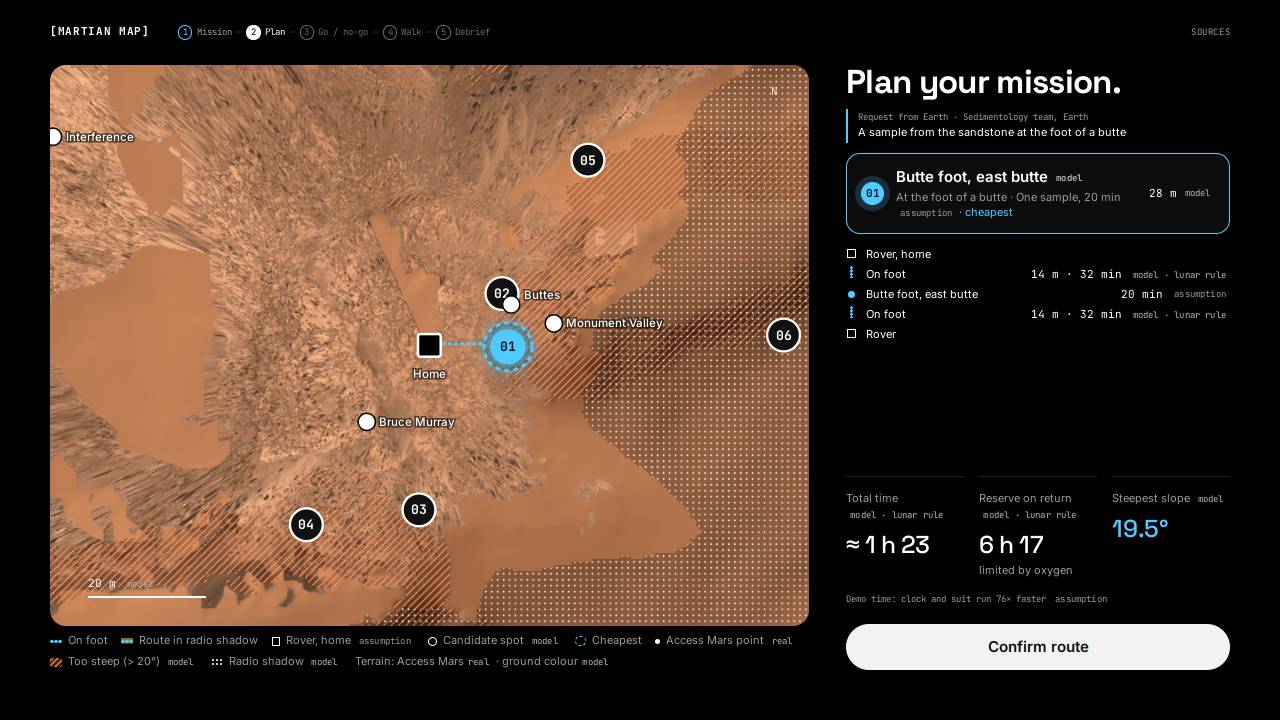 [MARTIAN MAP]
1 Mission – 2 Plan – 3 Go / no-go – 4 Walk – 5 Debrief
SOURCES
N
Interference
05
02
Buttes
Monument Valley
06
01
Home
Bruce Murray
03
04
20 m model
On foot Route in radio shadow Rover, home assumption Candidate spot model Cheapest Access Mars point real
Too steep (> 20°) model Radio shadow model Terrain: Access Mars real · ground colour model
Plan your mission.
Request from Earth · Sedimentology team, Earth
A sample from the sandstone at the foot of a butte
01
Butte foot, east butte model
At the foot of a butte · One sample, 20 min
assumption · cheapest
28 m model
Rover, home
On foot 14 m · 32 min model · lunar rule
Butte foot, east butte 20 min assumption
On foot 14 m · 32 min model · lunar rule
Rover
Total time
model · lunar rule
≈ 1 h 23
Reserve on return
model · lunar rule
6 h 17
limited by oxygen
Steepest slope model
19.5°
Demo time: clock and suit run 76× faster assumption
Confirm route